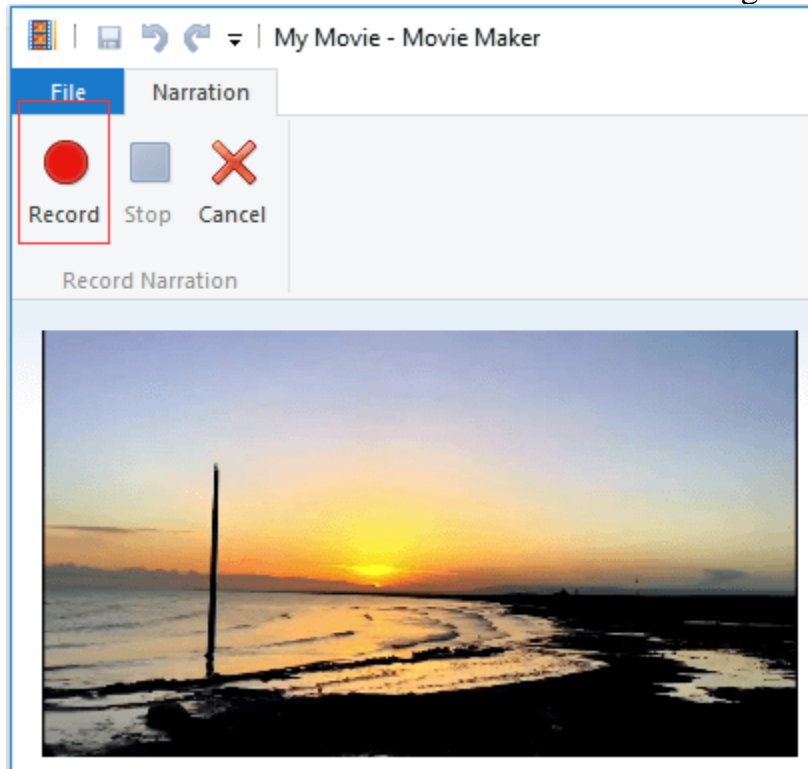 g
My Movie - Movie Maker
File Narration
Record Stop Cancel
Record Narration